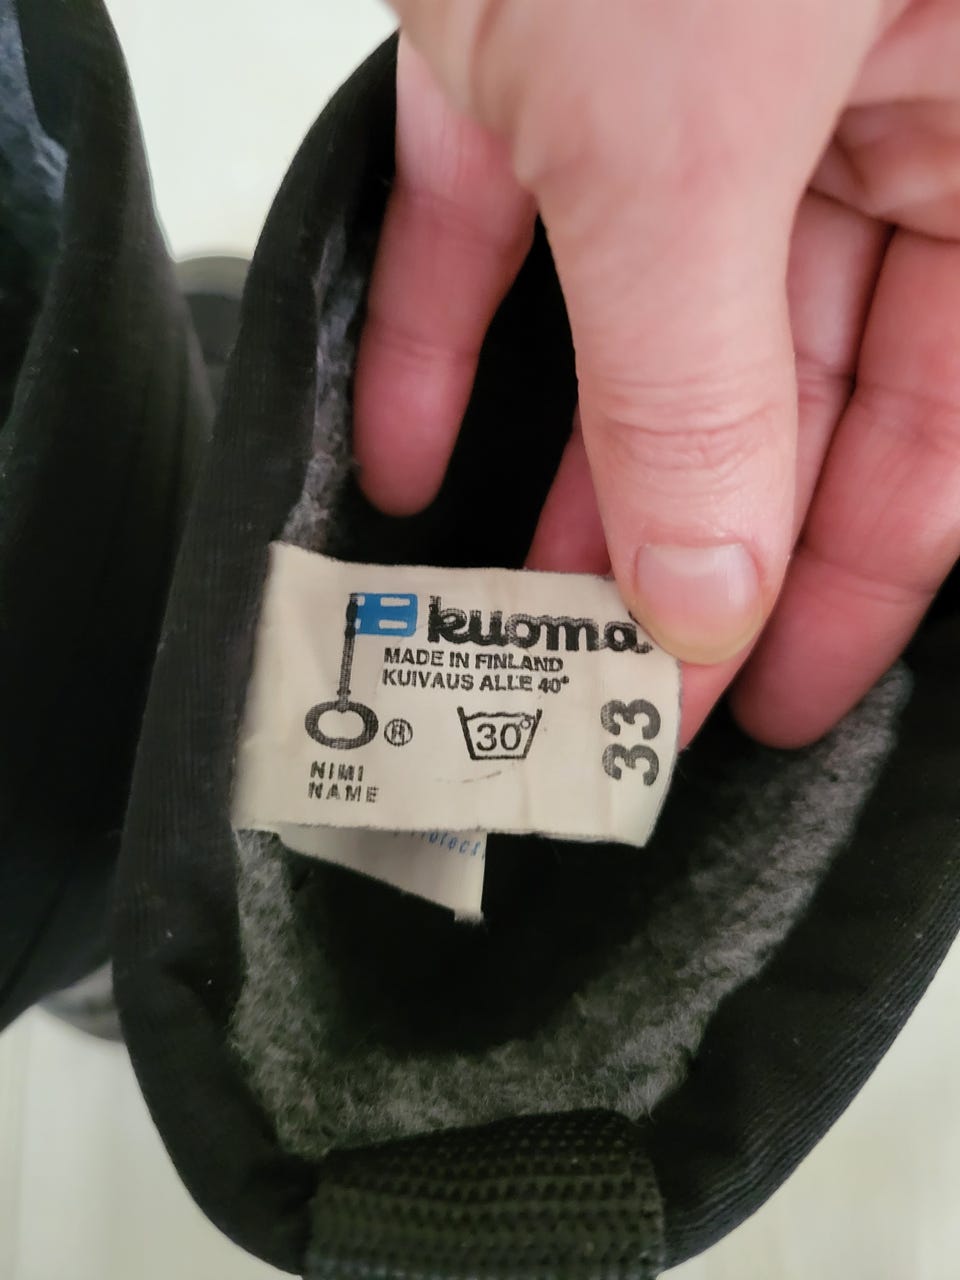 kuoma
MADE IN FINLAND
KUIVAUS ALLE 40°
®
30°
33
NIMI
NAME